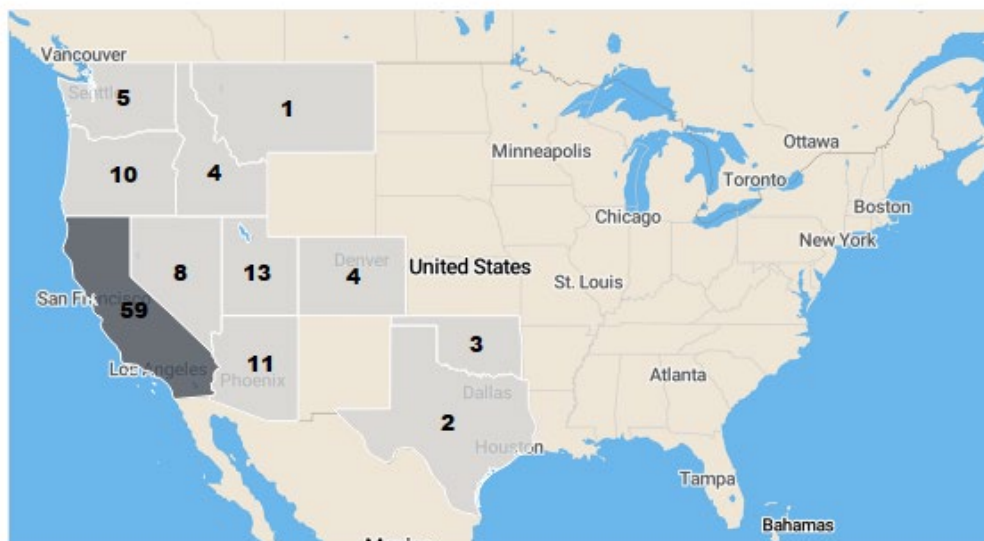 Vancouver
Seattle
5
1
Ottawa
Minneapolis
10
4
Toronto
Boston
Chicago
New York
Denver
United States
8
13
4
St. Louis
San Francisco
59
3
11
Los Angeles
Phoenix
Atlanta
Dallas
2
Houston
Tampa
Bahamas